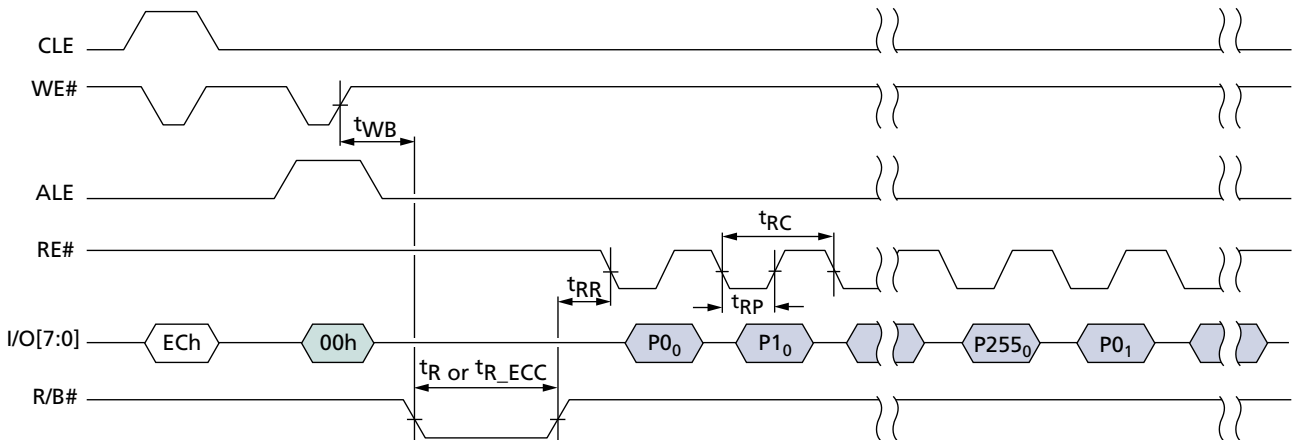 CLE
WE#
tWB
ALE
RE#
tRC
tRR
tRP
I/O[7:0]
ECh
00h
P0₀
P1₀
P255₀
P0₁
tR or tR_ECC
R/B#